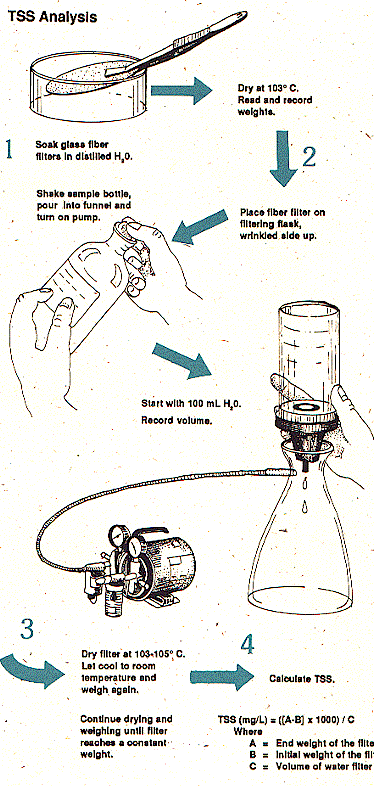 TSS Analysis
1
Soak glass fiber
filters in distilled H₂0.
Dry at 103° C.
Read and record
weights.
2
Place fiber filter on
filtering flask,
wrinkled side up.
Shake sample bottle,
pour into funnel and
turn on pump.
Start with 100 mL H₂0.
Record volume.
3
Dry filter at 103-105° C.
Let cool to room
temperature and
weigh again.
Continue drying and
weighing until filter
reaches a constant
weight.
4
Calculate TSS.
TSS (mg/L) = ([A-B] x 1000) / C
Where
A = End weight of the filte
B = Initial weight of the filt
C = Volume of water filter